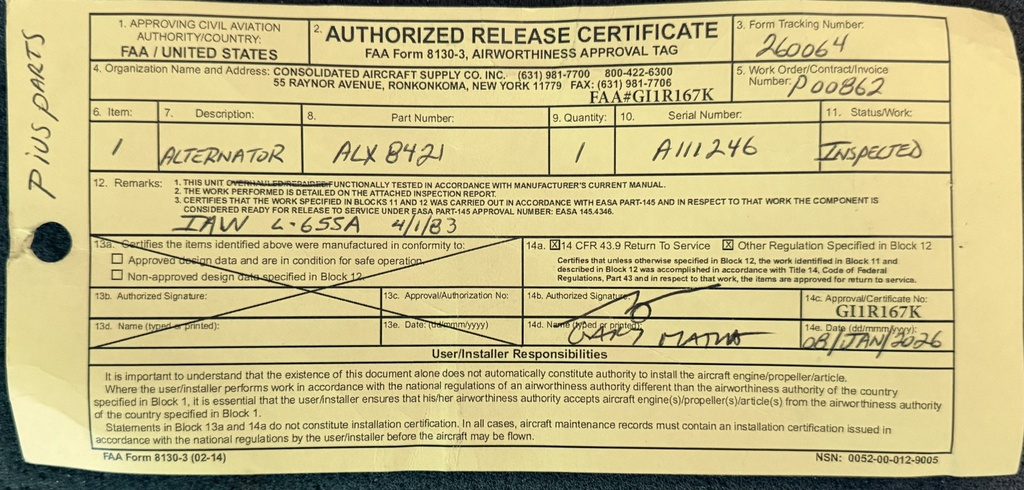 Pius parts
1. APPROVING CIVIL AVIATION
AUTHORITY/COUNTRY:
FAA / UNITED STATES
2. AUTHORIZED RELEASE CERTIFICATE
FAA Form 8130-3, AIRWORTHINESS APPROVAL TAG
3. Form Tracking Number:
260064
4. Organization Name and Address: CONSOLIDATED AIRCRAFT SUPPLY CO. INC. (631) 981-7700 800-422-6300
55 RAYNOR AVENUE, RONKONKOMA, NEW YORK 11779 FAX: (631) 981-7706
FAA#GI1R167K
5. Work Order/Contract/Invoice
Number: P00862
6. Item: 7. Description: 8. Part Number: 9. Quantity: 10. Serial Number: 11. Status/Work:
1 ALTERNATOR ALX 8421 1 A111246 INSPECTED
12. Remarks: 1. THIS UNIT OVERHAULED/REPAIRED FUNCTIONALLY TESTED IN ACCORDANCE WITH MANUFACTURER'S CURRENT MANUAL.
2. THE WORK PERFORMED IS DETAILED ON THE ATTACHED INSPECTION REPORT.
3. CERTIFIES THAT THE WORK SPECIFIED IN BLOCKS 11 AND 12 WAS CARRIED OUT IN ACCORDANCE WITH EASA PART-145 AND IN RESPECT TO THAT WORK THE COMPONENT IS
CONSIDERED READY FOR RELEASE TO SERVICE UNDER EASA PART-145 APPROVAL NUMBER: EASA 145.4346.
IAW L-655A 4/1/83
13a. Certifies the items identified above were manufactured in conformity to:
Approved design data and are in condition for safe operation.
Non-approved design data specified in Block 12.
14a. X 14 CFR 43.9 Return To Service X Other Regulation Specified in Block 12
Certifies that unless otherwise specified in Block 12, the work identified in Block 11 and
described in Block 12 was accomplished in accordance with Title 14, Code of Federal
Regulations, Part 43 and in respect to that work, the items are approved for return to service.
13b. Authorized Signature: 13c. Approval/Authorization No: 14b. Authorized Signature: 14c. Approval/Certificate No:
GI1R167K
13d. Name (typed or printed): 13e. Date: (dd/mmm/yyyy) 14d. Name (typed or printed): 14e. Date (dd/mmm/yyyy):
GARY 08/JAN/2026
User/Installer Responsibilities
It is important to understand that the existence of this document alone does not automatically constitute authority to install the aircraft engine/propeller/article.
Where the user/installer performs work in accordance with the national regulations of an airworthiness authority different than the airworthiness authority of the country
specified in Block 1, it is essential that the user/installer ensures that his/her airworthiness authority accepts aircraft engine(s)/propeller(s)/article(s) from the airworthiness authority
of the country specified in Block 1.
Statements in Block 13a and 14a do not constitute installation certification. In all cases, aircraft maintenance records must contain an installation certification issued in
accordance with the national regulations by the user/installer before the aircraft may be flown.
FAA Form 8130-3 (02-14) NSN: 0052-00-012-9005